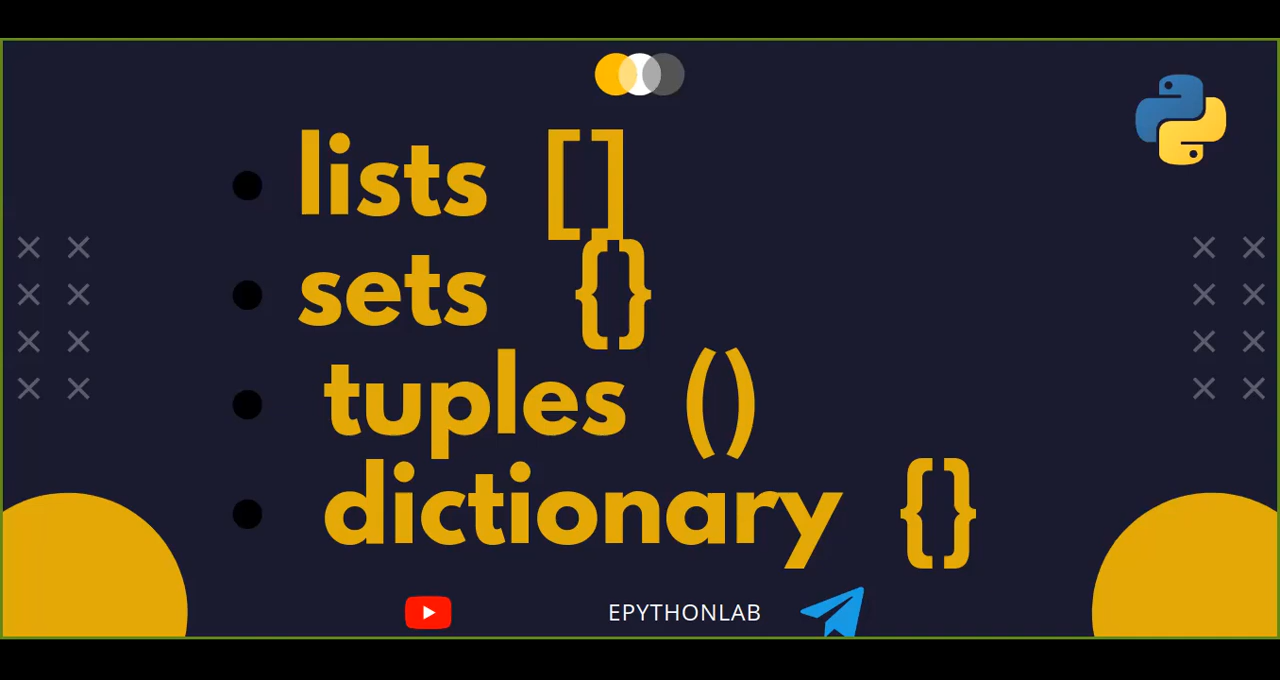 • lists []
• sets {}
• tuples ()
• dictionary {}
EPYTHONLAB